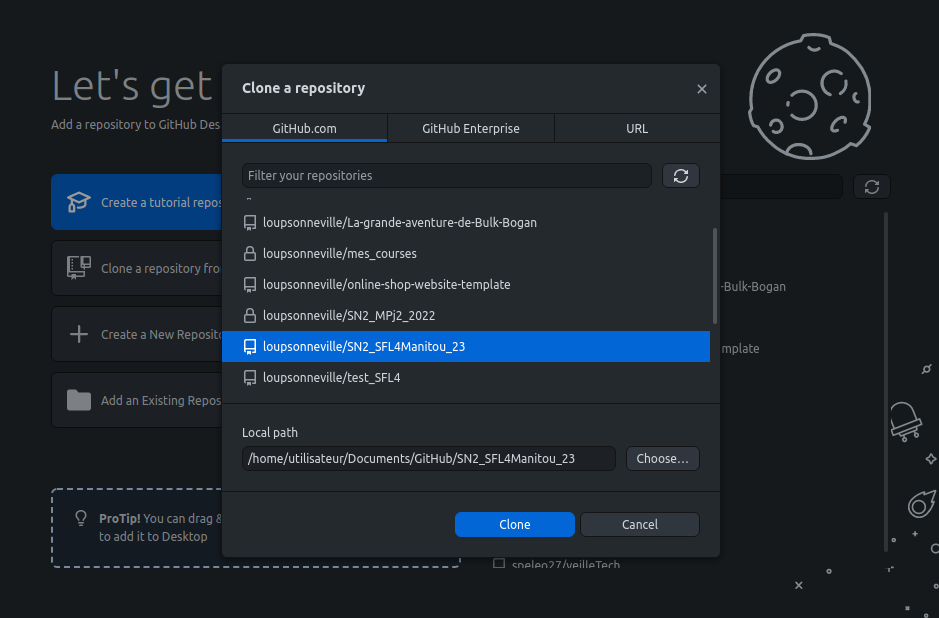 Let's get
Add a repository to GitHub Des
Create a tutorial repos
Clone a repository fro
Create a New Reposito
Add an Existing Repos
ProTip! You can drag &
to add it to Desktop
Clone a repository
GitHub.com
GitHub Enterprise
URL
Filter your repositories
loupsonneville/La-grande-aventure-de-Bulk-Bogan
loupsonneville/mes_courses
loupsonneville/online-shop-website-template
loupsonneville/SN2_MPj2_2022
loupsonneville/SN2_SFL4Manitou_23
loupsonneville/test_SFL4
Local path
/home/utilisateur/Documents/GitHub/SN2_SFL4Manitou_23
Choose...
Clone
Cancel
-Bulk-Bogan
mplate
speleo27/veilleTech